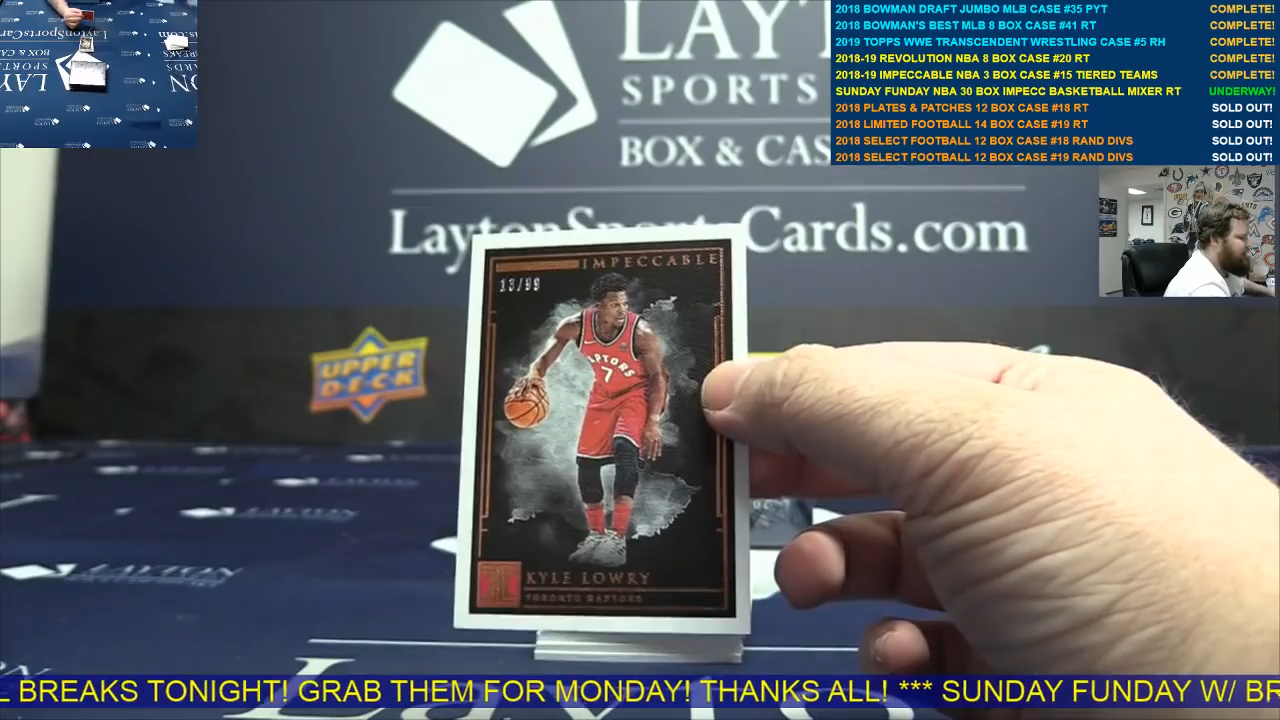 2018 BOWMAN DRAFT JUMBO MLB CASE #35 PYT COMPLETE!
2018 BOWMAN'S BEST MLB 8 BOX CASE #41 RT COMPLETE!
2019 TOPPS WWE TRANSCENDENT WRESTLING CASE #5 RH COMPLETE!
2018-19 REVOLUTION NBA 8 BOX CASE #20 RT COMPLETE!
2018-19 IMPECCABLE NBA 3 BOX CASE #15 TIERED TEAMS COMPLETE!
SUNDAY FUNDAY NBA 30 BOX IMPECC BASKETBALL MIXER RT UNDERWAY!
2018 PLATES & PATCHES 12 BOX CASE #18 RT SOLD OUT!
2018 LIMITED FOOTBALL 14 BOX CASE #19 RT SOLD OUT!
2018 SELECT FOOTBALL 12 BOX CASE #18 RAND DIVS SOLD OUT!
2018 SELECT FOOTBALL 12 BOX CASE #19 RAND DIVS SOLD OUT!
LAYT
SPORTS
BOX & CAS
LaytonSports Cards.com
IMPECCABLE
13/99
RAPTORS
7
KYLE LOWRY
TORONTO RAPTORS
UPPER
DECK
LAYTON
LAYTON
L BREAKS TONIGHT! GRAB THEM FOR MONDAY! THANKS ALL! *** SUNDAY FUNDAY W/ BR